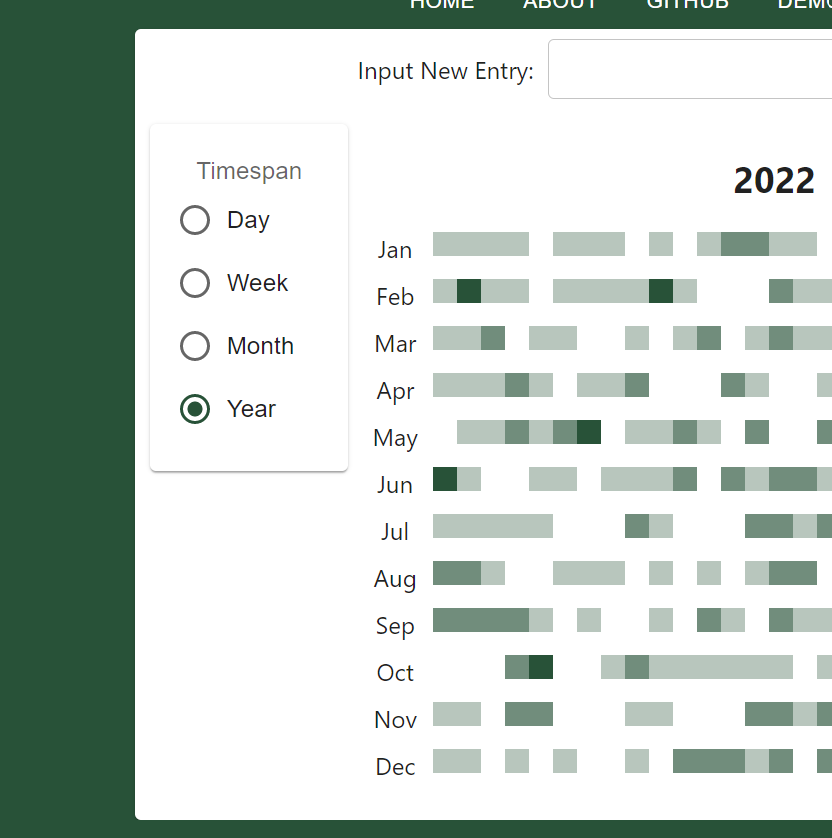 HOME ABOUT GITHUB
Input New Entry:
Timespan
Day
Week
Month
Year
2022
Jan
Feb
Mar
Apr
May
Jun
Jul
Aug
Sep
Oct
Nov
Dec